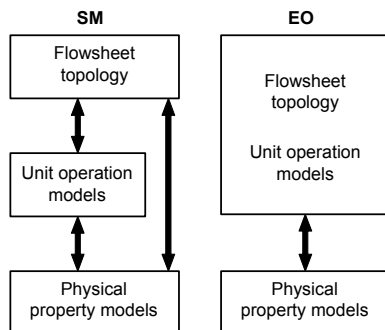 SM
Flowsheet
topology
Unit operation
models
Physical
property models
EO
Flowsheet
topology
Unit operation
models
Physical
property models